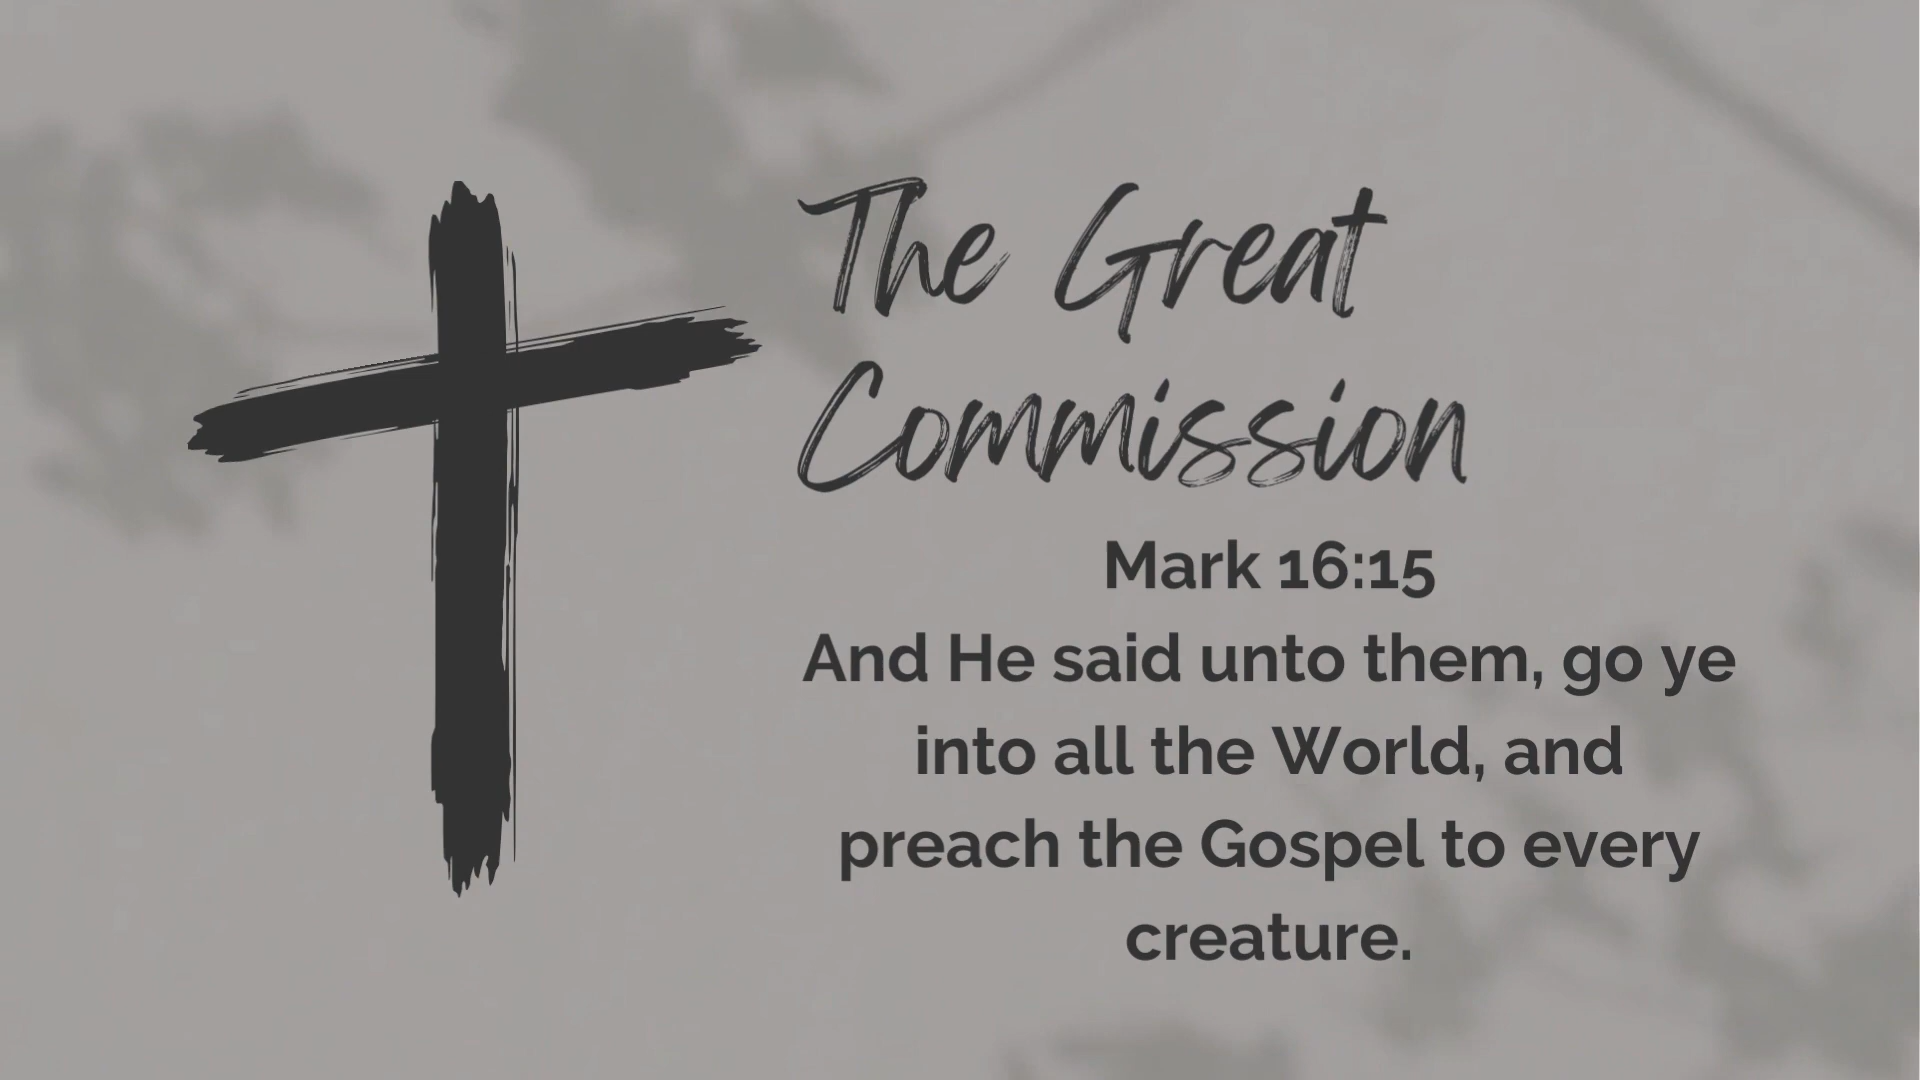 The Great
Commission
Mark 16:15
And He said unto them, go ye
into all the World, and
preach the Gospel to every
creature.